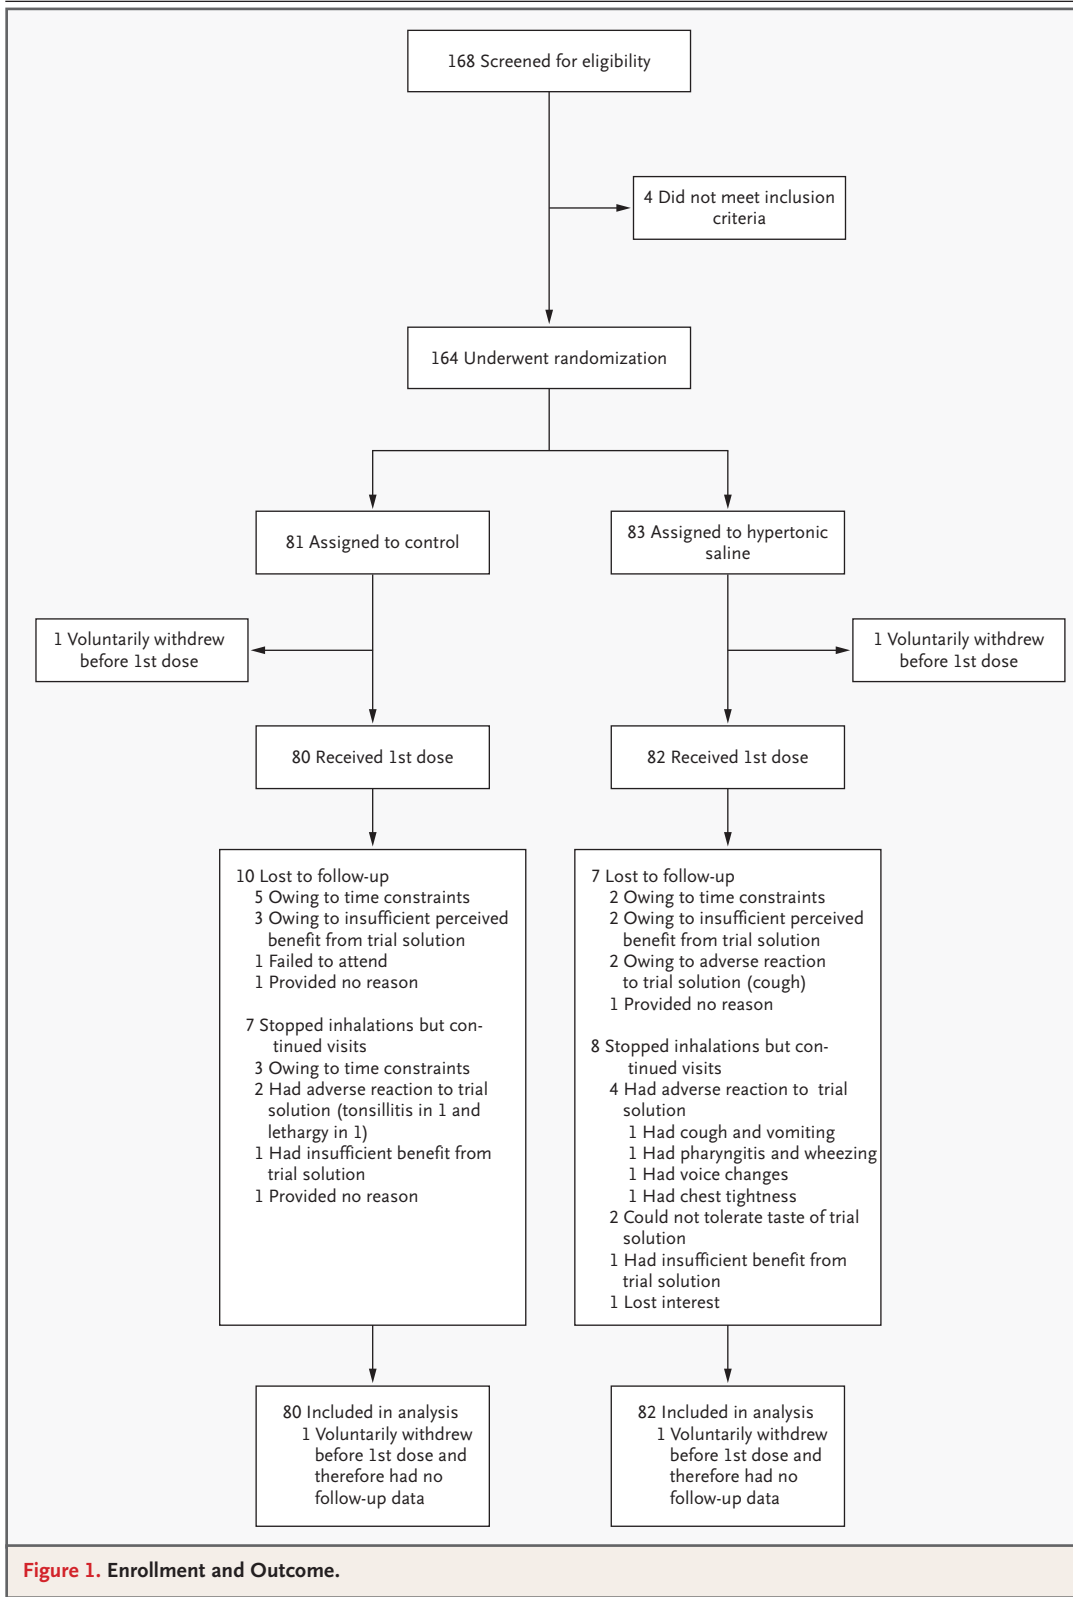 168 Screened for eligibility
4 Did not meet inclusion
criteria
164 Underwent randomization
81 Assigned to control
83 Assigned to hypertonic
saline
1 Voluntarily withdrew
before 1st dose
1 Voluntarily withdrew
before 1st dose
80 Received 1st dose
82 Received 1st dose
10 Lost to follow-up
5 Owing to time constraints
3 Owing to insufficient perceived
benefit from trial solution
1 Failed to attend
1 Provided no reason
7 Stopped inhalations but con-
tinued visits
3 Owing to time constraints
2 Had adverse reaction to trial
solution (tonsillitis in 1 and
lethargy in 1)
1 Had insufficient benefit from
trial solution
1 Provided no reason
7 Lost to follow-up
2 Owing to time constraints
2 Owing to insufficient perceived
benefit from trial solution
2 Owing to adverse reaction
to trial solution (cough)
1 Provided no reason
8 Stopped inhalations but con-
tinued visits
4 Had adverse reaction to trial
solution
1 Had cough and vomiting
1 Had pharyngitis and wheezing
1 Had voice changes
1 Had chest tightness
2 Could not tolerate taste of trial
solution
1 Had insufficient benefit from
trial solution
1 Lost interest
80 Included in analysis
1 Voluntarily withdrew
before 1st dose and
therefore had no
follow-up data
82 Included in analysis
1 Voluntarily withdrew
before 1st dose and
therefore had no
follow-up data
Figure 1. Enrollment and Outcome.